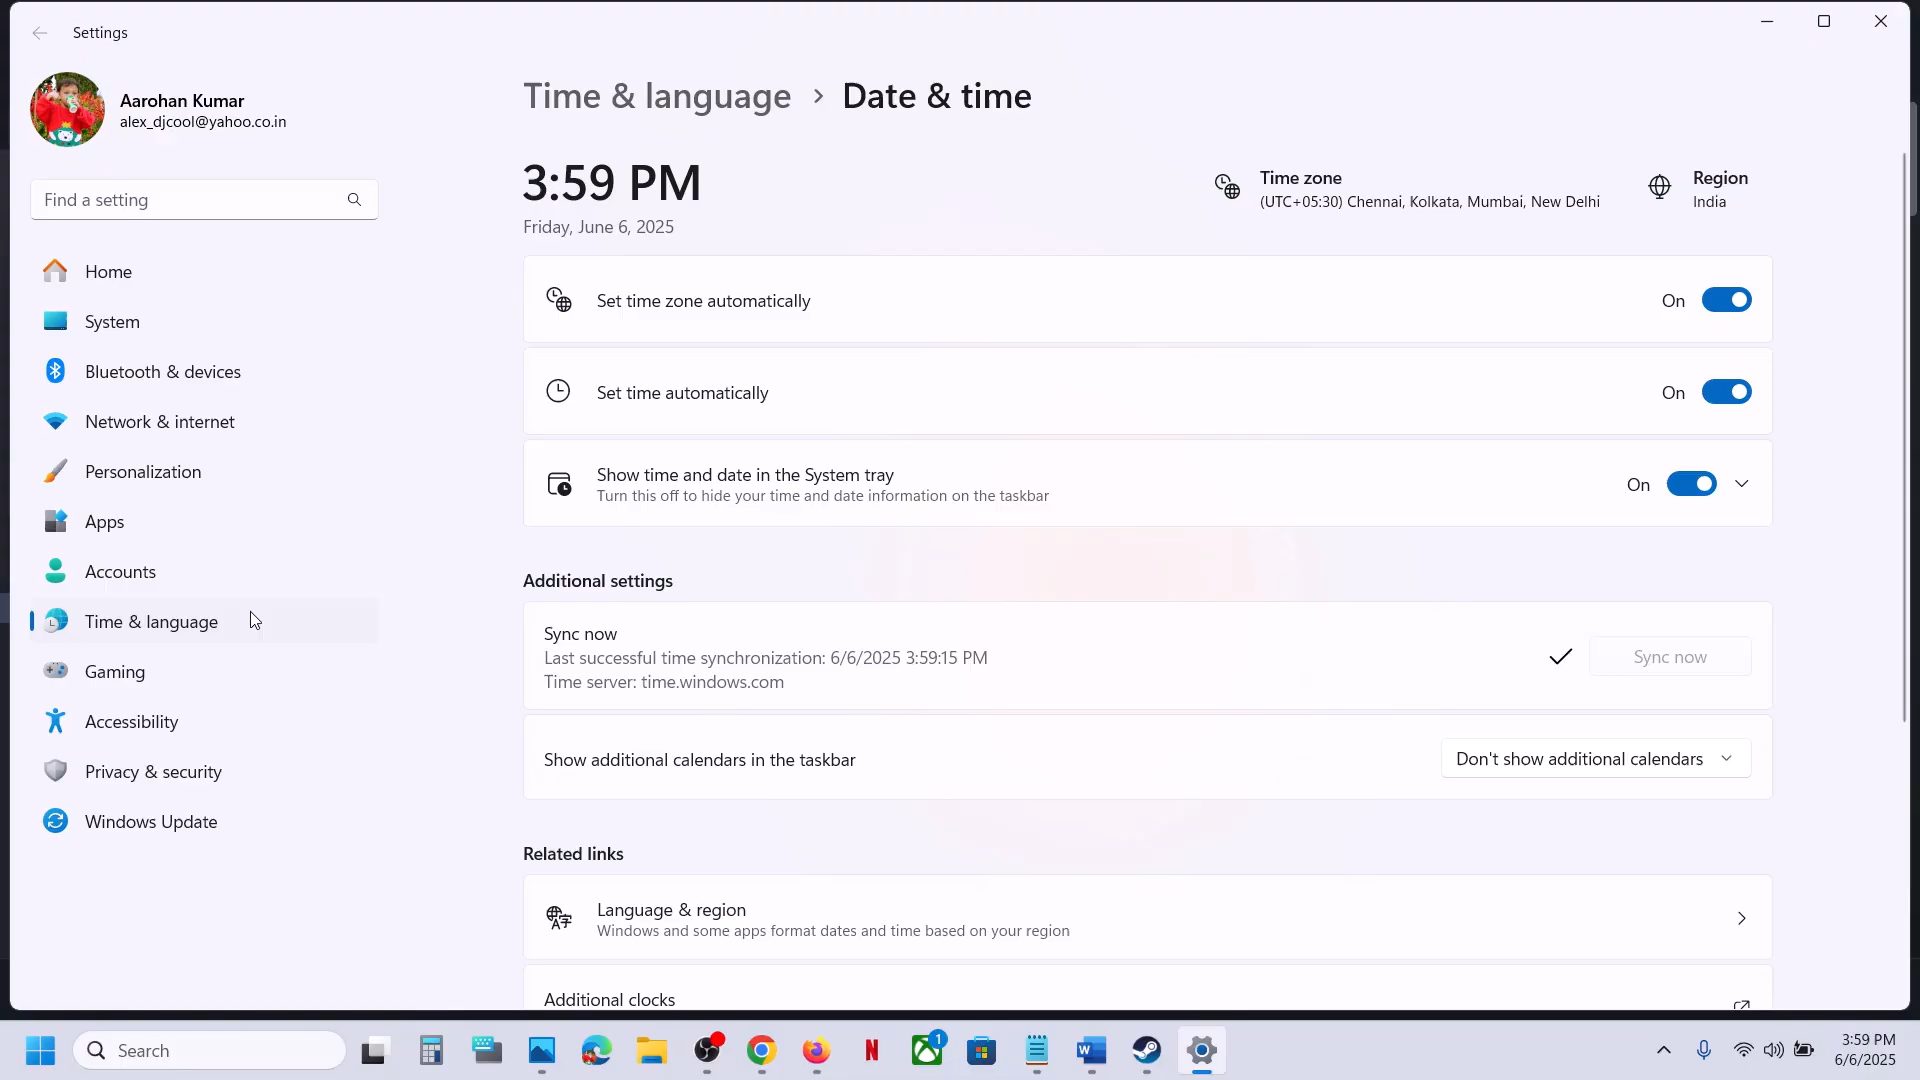 Settings
Aarohan Kumar
alex_djcool@yahoo.co.in
Find a setting
Home
System
Bluetooth & devices
Network & internet
Personalization
Apps
Accounts
Time & language
Gaming
Accessibility
Privacy & security
Windows Update
Time & language > Date & time
3:59 PM
Friday, June 6, 2025
Time zone
(UTC+05:30) Chennai, Kolkata, Mumbai, New Delhi
Region
India
Set time zone automatically
On
Set time automatically
On
Show time and date in the System tray
Turn this off to hide your time and date information on the taskbar
On
Additional settings
Sync now
Last successful time synchronization: 6/6/2025 3:59:15 PM
Time server: time.windows.com
Sync now
Show additional calendars in the taskbar
Don't show additional calendars
Related links
Language & region
Windows and some apps format dates and time based on your region
Additional clocks
Search
1
3:59 PM
6/6/2025